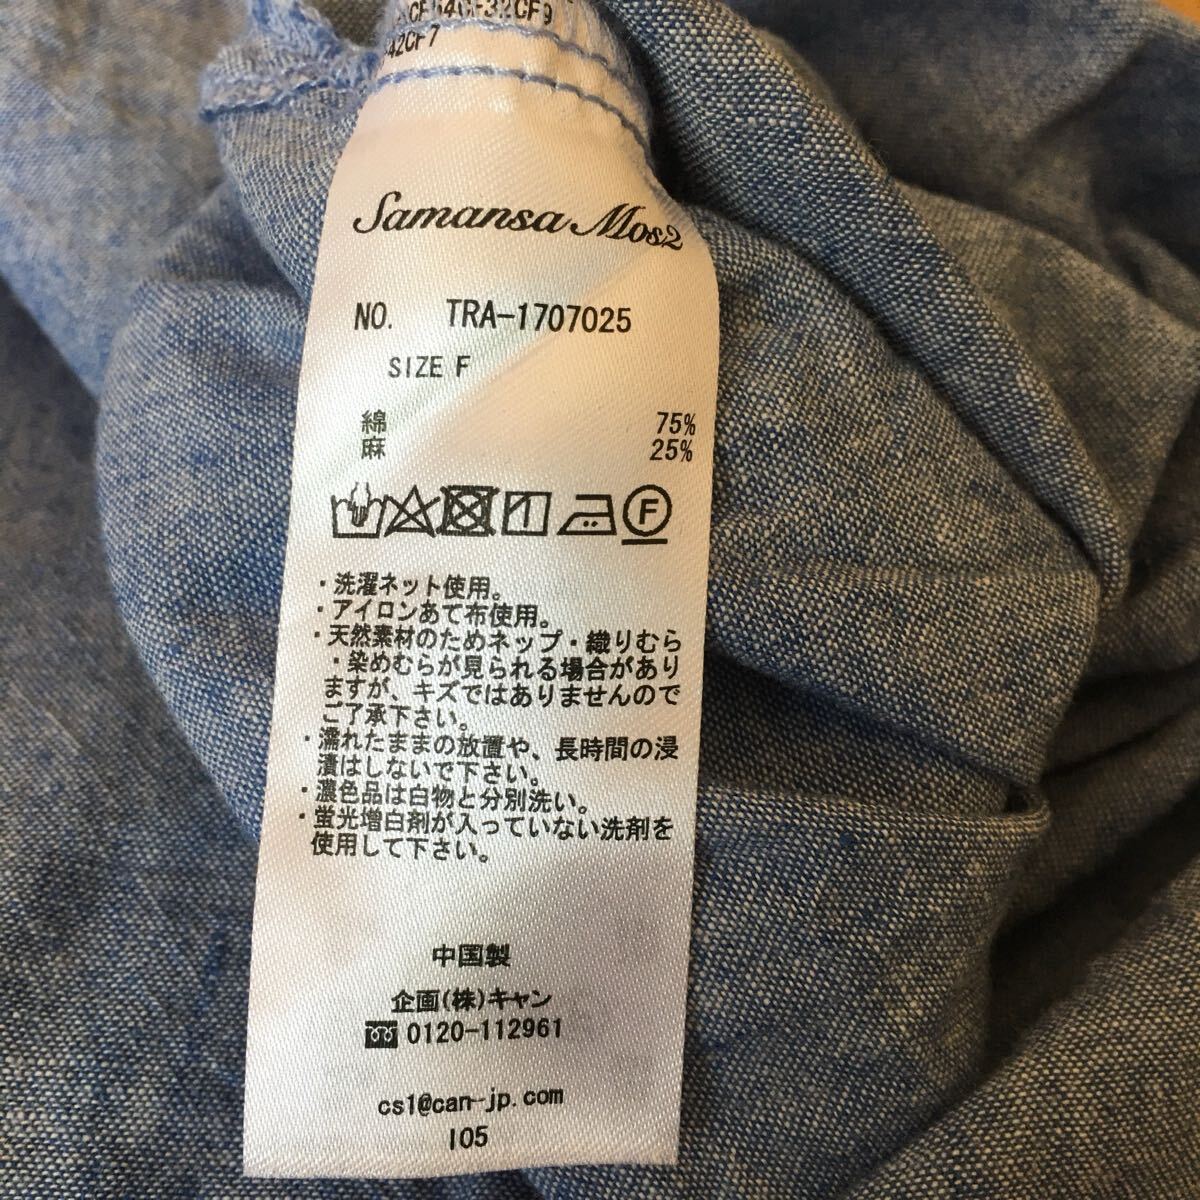 42CF7
Samansa Mos2
NO. TRA-1707025
SIZE F
綿 75%
麻 25%
F
・洗濯ネット使用。
・アイロンあて布使用。
・天然素材のためネップ・織りむら
・染めむらが見られる場合があり
ますが、キズではありませんので
ご了承下さい。
・濡れたままの放置や、長時間の浸
漬はしないで下さい。
・濃色品は白物と分別洗い。
・蛍光増白剤が入っていない洗剤を
使用して下さい。
中国製
企画(株)キャン
0120-112961
cs1@can-jp.com
I05